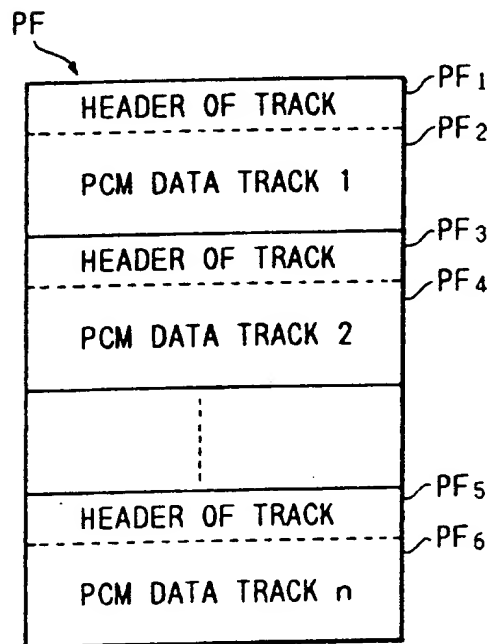 PF
HEADER OF TRACK PF1
PF2
PCM DATA TRACK 1
HEADER OF TRACK PF3
PF4
PCM DATA TRACK 2
HEADER OF TRACK PF5
PF6
PCM DATA TRACK n